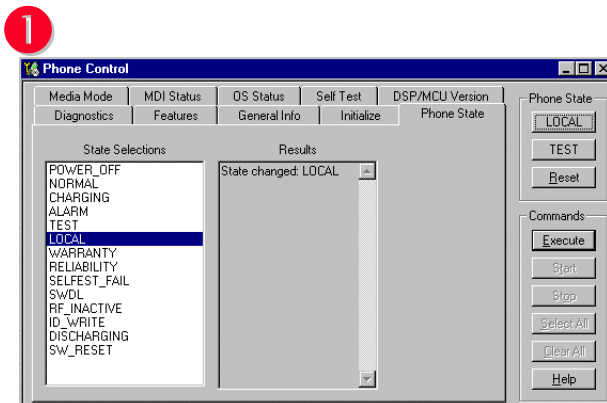 1
Phone Control
Media Mode MDI Status OS Status Self Test DSP/MCU Version
Diagnostics Features General Info Initialize Phone State
State Selections
POWER_OFF
NORMAL
CHARGING
ALARM
TEST
LOCAL
WARRANTY
RELIABILITY
SELFEST_FAIL
SWDL
RF_INACTIVE
ID_WRITE
DISCHARGING
SW_RESET
Results
State changed: LOCAL
Phone State
LOCAL
TEST
Reset
Commands
Execute
Start
Stop
Select All
Clear All
Help